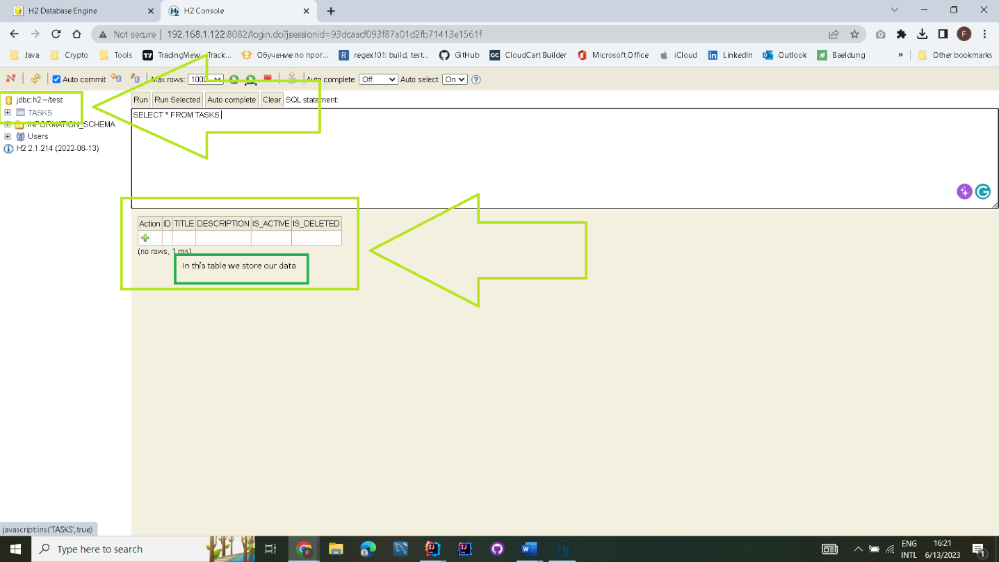 H2 Database Engine
H2 Console
Not secure | 192.168.1.122:8082/login.do?jsessionid=93dcaacf093f87a01d2fb71413e1561f
F
Java
Crypto
Tools
TradingView – Track...
Обучение по прог...
R regex101: build, test...
GitHub
CC CloudCart Builder
Microsoft Office
iCloud
in LinkedIn
Outlook
Baeldung
»
Other bookmarks
Auto commit
Max rows: 1000
Auto complete Off
Auto select On
jdbc:h2:~/test
TASKS
INFORMATION_SCHEMA
Users
H2 2.1.214 (2022-06-13)
Run Run Selected Auto complete Clear SQL statement:
SELECT * FROM TASKS
Action ID TITLE DESCRIPTION IS_ACTIVE IS_DELETED
(no rows, 1 ms)
In this table we store our data
javascript:ins('TASKS',true)
Type here to search
ENG
INTL
16:21
6/13/2023
1